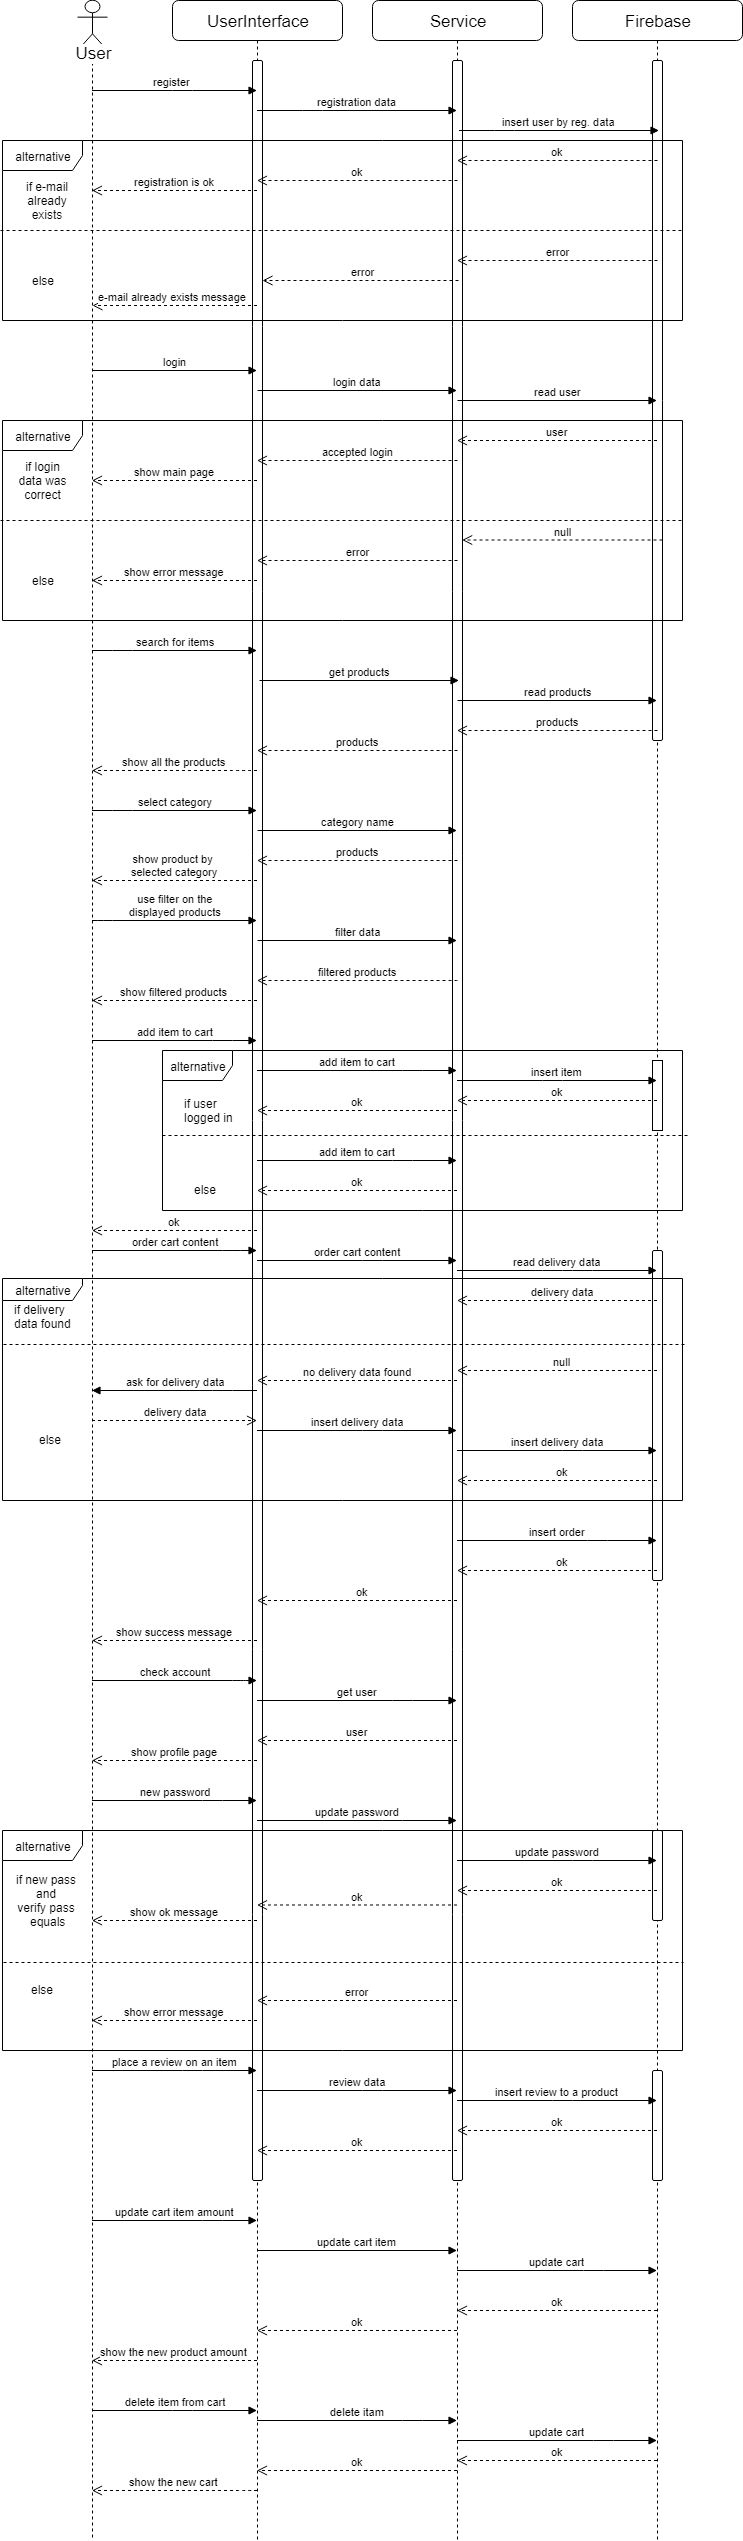 User
UserInterface
Service
Firebase
register
registration data
insert user by reg. data
alternative
ok
ok
registration is ok
if e-mail
already
exists
error
error
else
e-mail already exists message
login
login data
read user
alternative
user
accepted login
show main page
if login
data was
correct
null
error
show error message
else
search for items
get products
read products
products
products
show all the products
select category
category name
products
show product by
selected category
use filter on the
displayed products
filter data
filtered products
show filtered products
add item to cart
alternative
add item to cart
insert item
ok
ok
if user
logged in
add item to cart
ok
else
ok
order cart content
order cart content
read delivery data
alternative
delivery data
if delivery
data found
null
no delivery data found
ask for delivery data
delivery data
insert delivery data
else
insert delivery data
ok
insert order
ok
ok
show success message
check account
get user
user
show profile page
new password
update password
alternative
update password
if new pass
and
verify pass
equals
ok
ok
show ok message
else
error
show error message
place a review on an item
review data
insert review to a product
ok
ok
update cart item amount
update cart item
update cart
ok
ok
show the new product amount
delete item from cart
delete itam
update cart
ok
ok
show the new cart